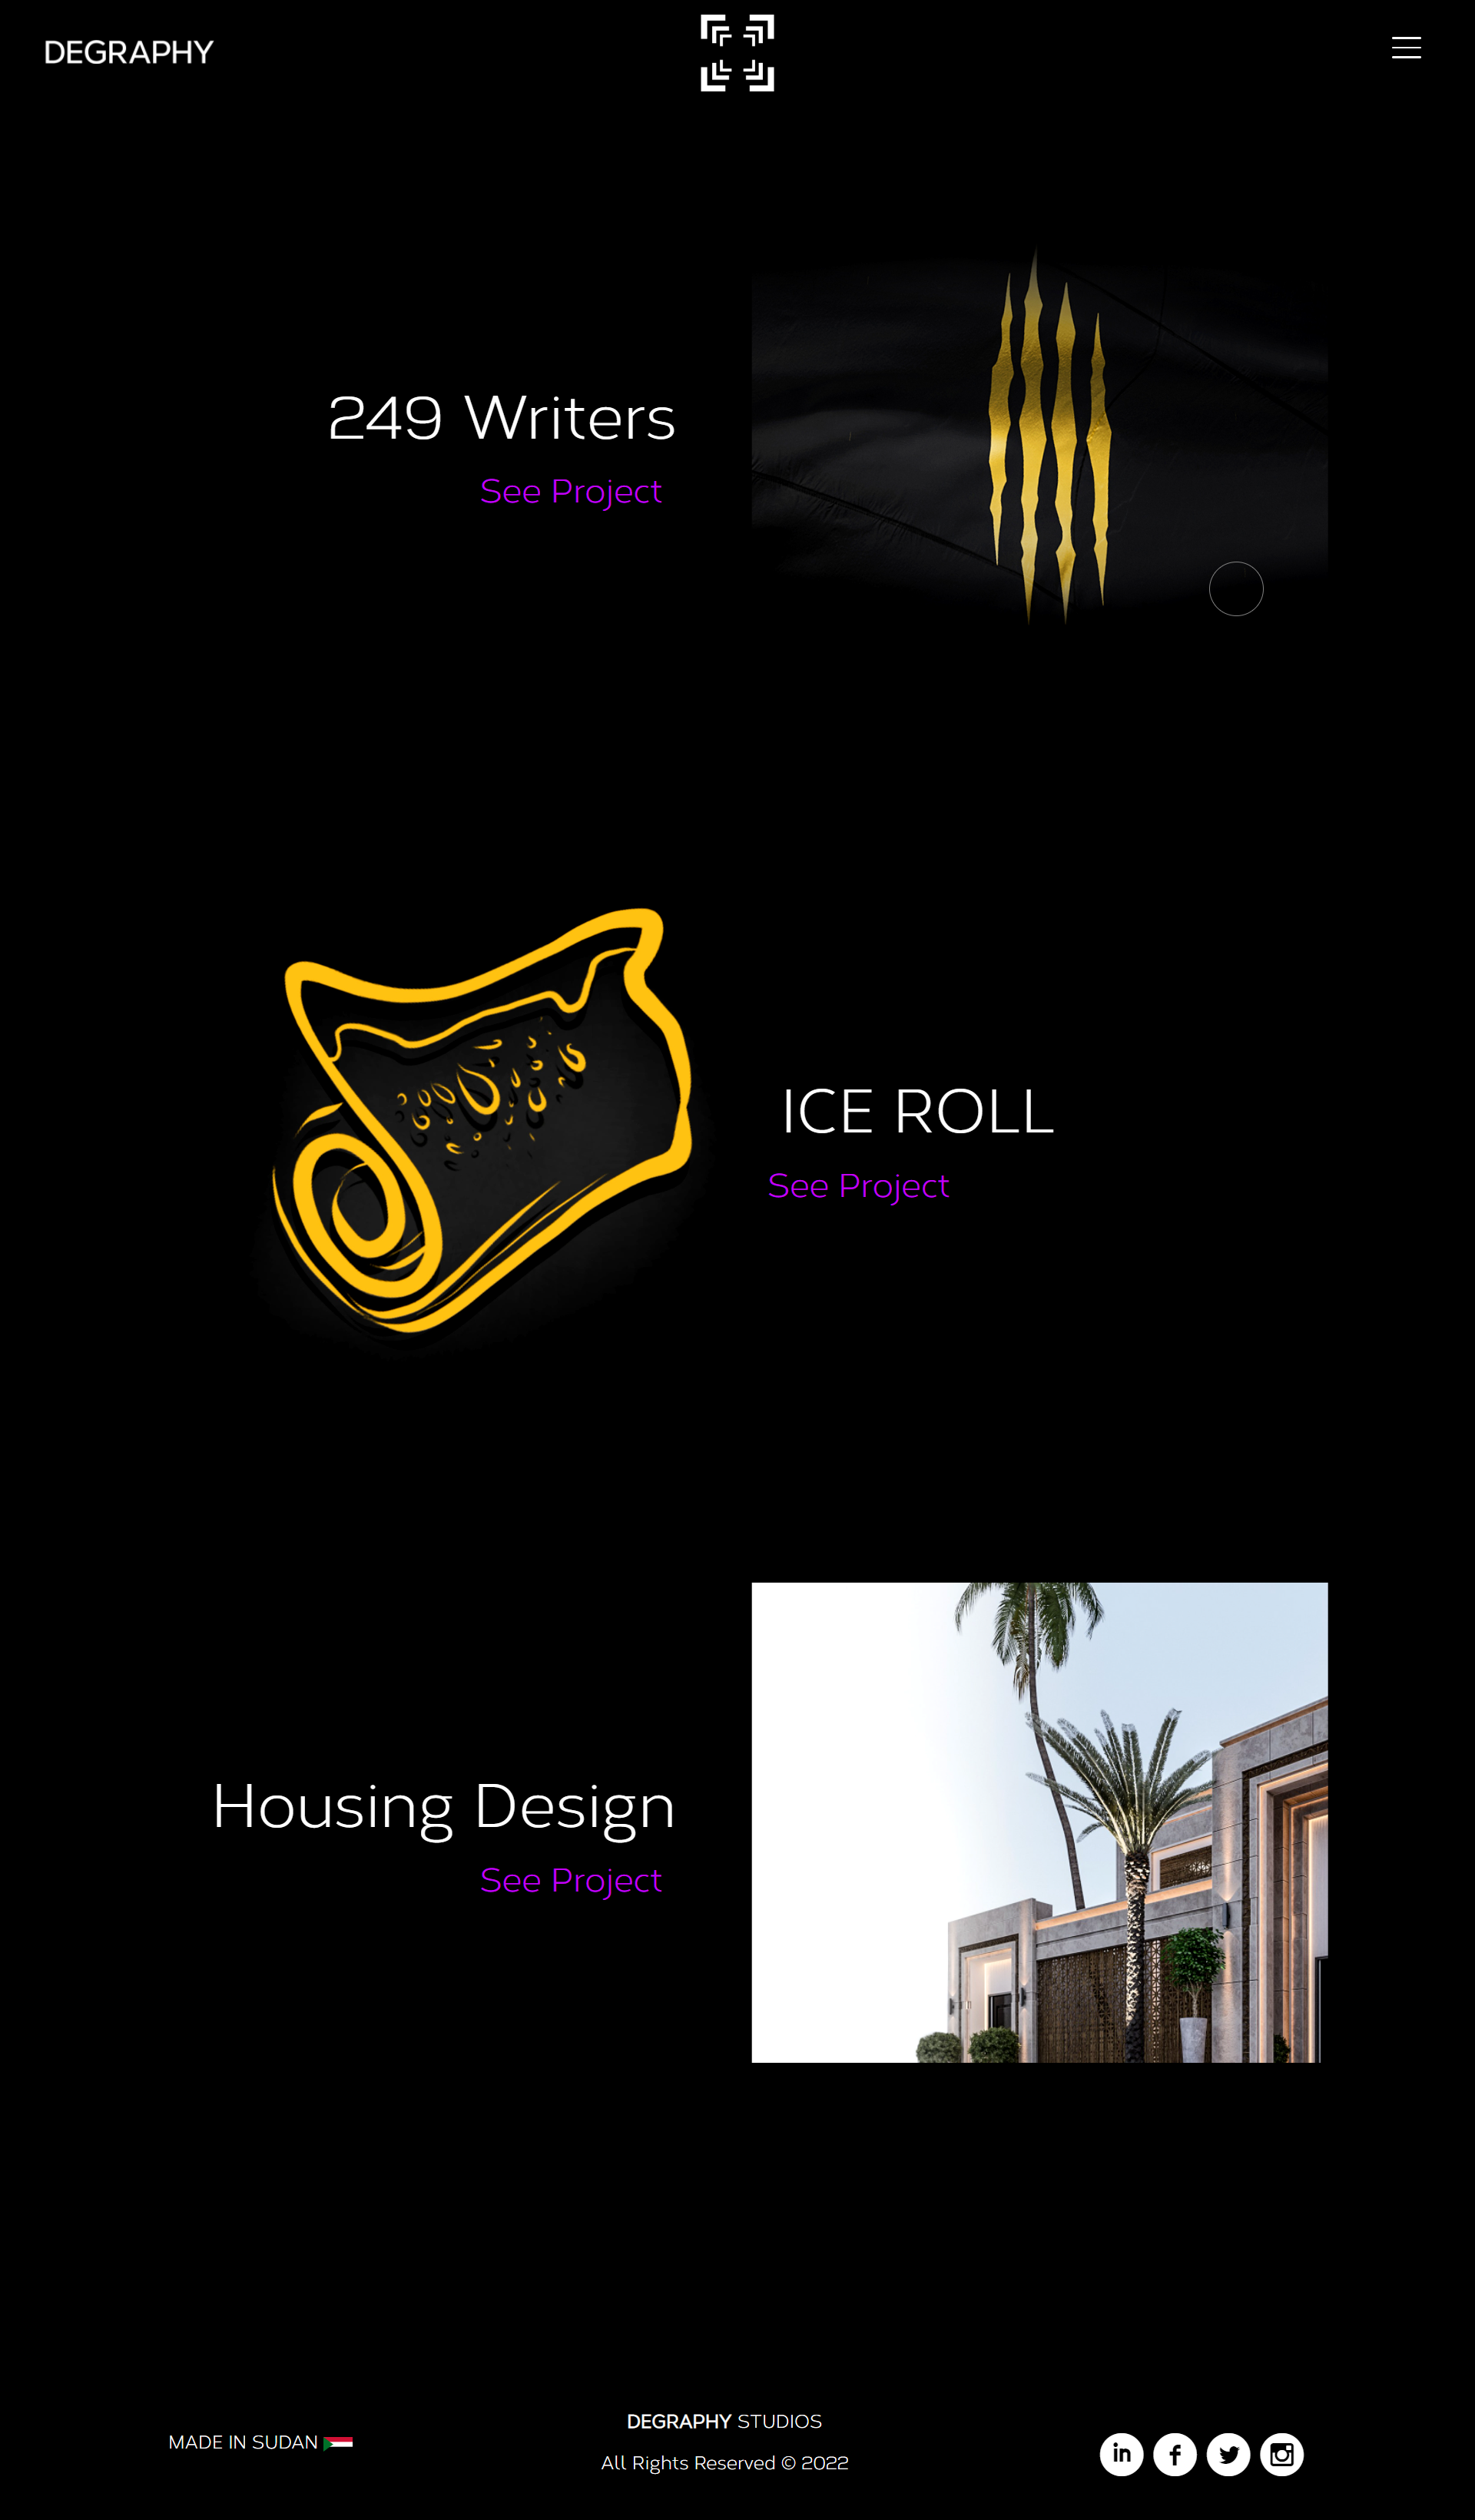 DEGRAPHY
249 Writers
See Project
ICE ROLL
See Project
Housing Design
See Project
MADE IN SUDAN
DEGRAPHY STUDIOS
All Rights Reserved © 2022
in
f